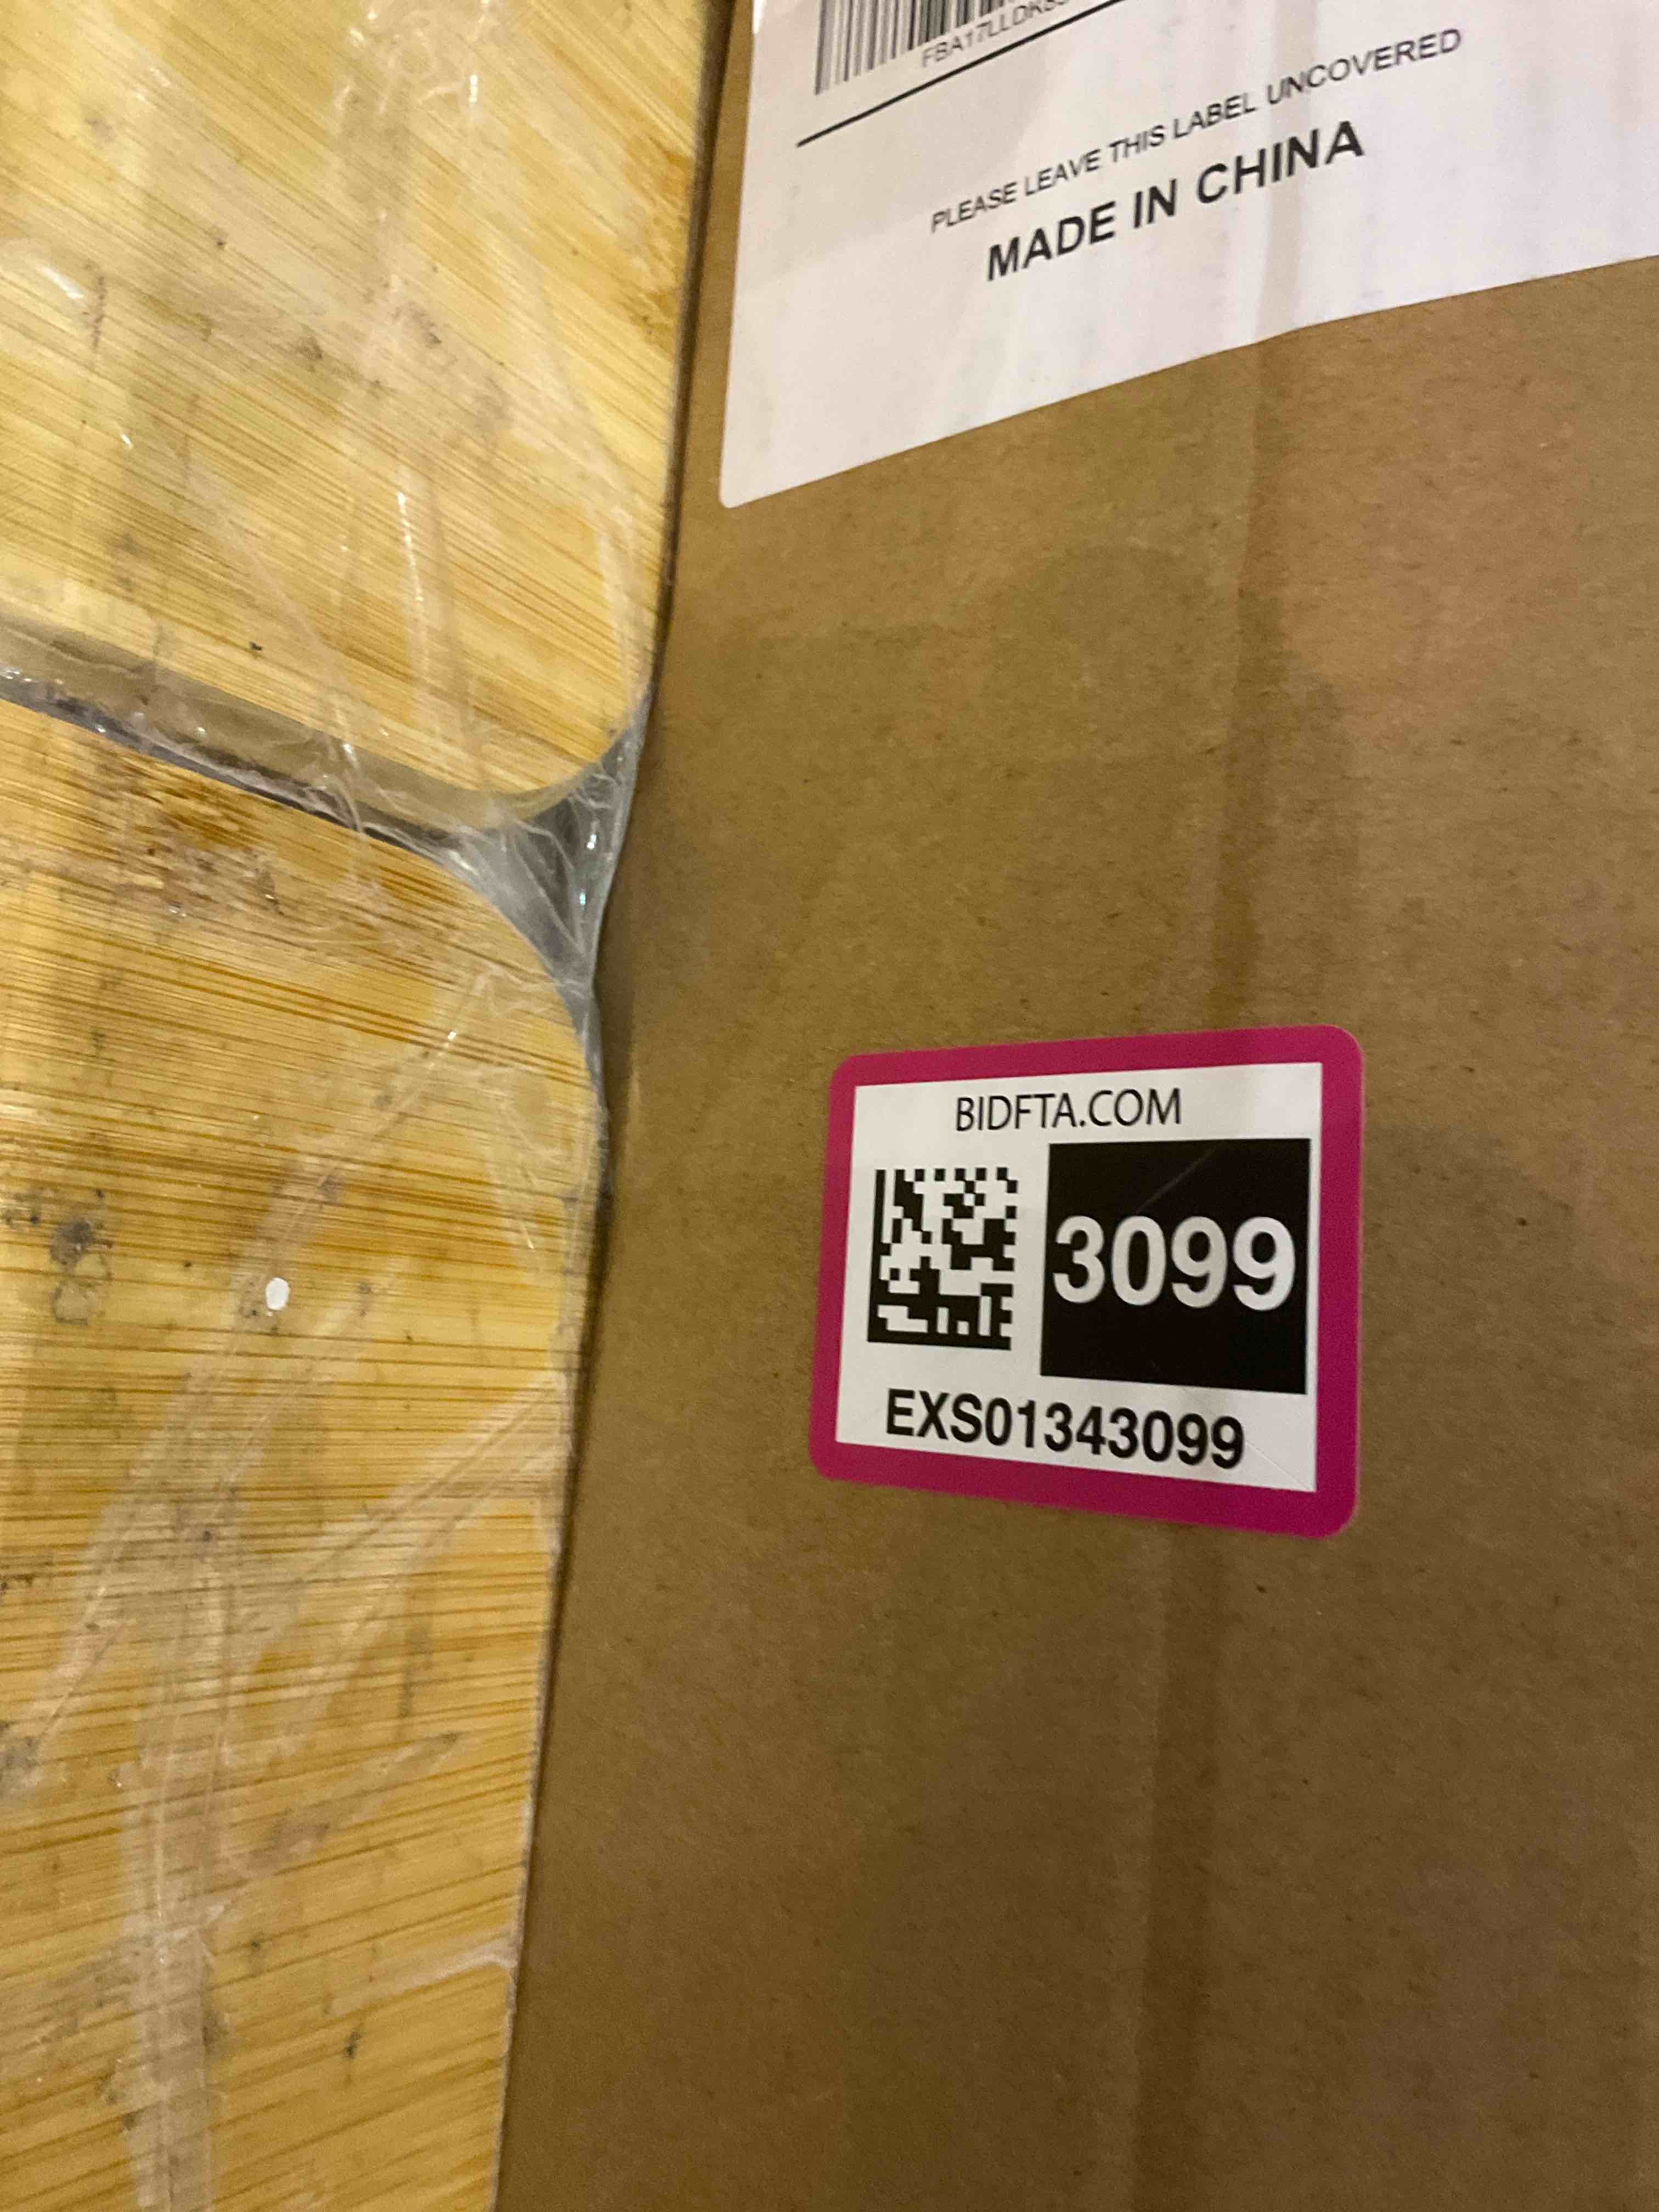 PLEASE LEAVE THIS LABEL UNCOVERED
MADE IN CHINA
BIDFTA.COM
3099
EXS01343099